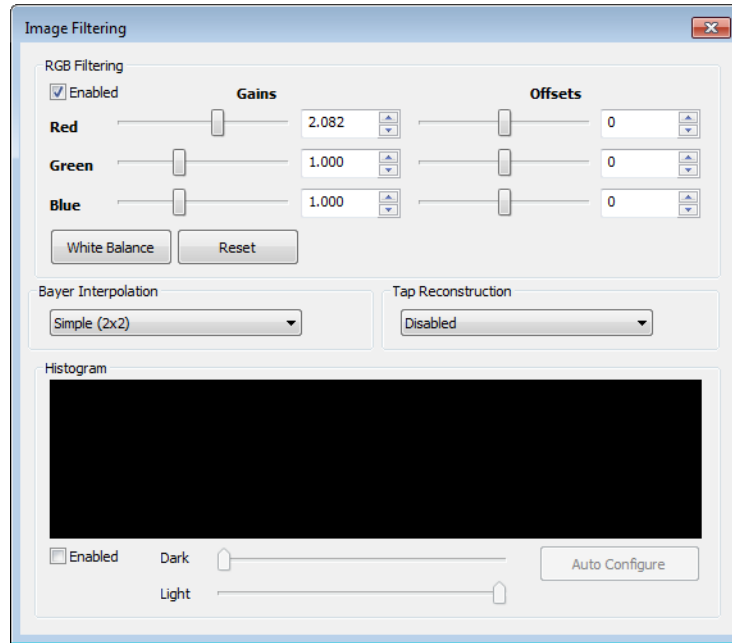 Image Filtering
RGB Filtering
Enabled Gains Offsets
Red 2.082 0
Green 1.000 0
Blue 1.000 0
White Balance Reset
Bayer Interpolation Tap Reconstruction
Simple (2x2) Disabled
Histogram
Enabled Dark Auto Configure
Light